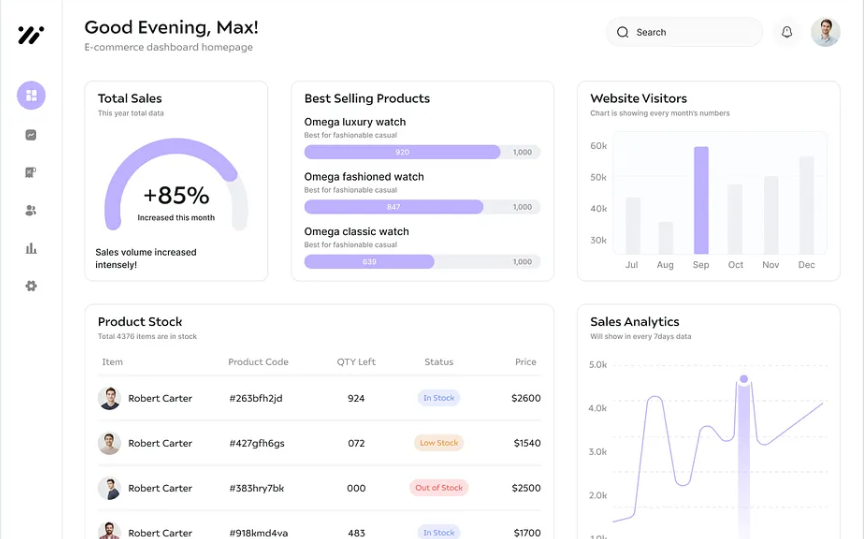 Good Evening, Max!
E-commerce dashboard homepage
Search
Total Sales
This year total data
+85%
Increased this month
Sales volume increased
intensely!
Best Selling Products
Omega luxury watch
Best for fashionable casual
920 1,000
Omega fashioned watch
Best for fashionable casual
847 1,000
Omega classic watch
Best for fashionable casual
639 1,000
Website Visitors
Chart is showing every month's numbers
60k
50k
40k
30k
Jul Aug Sep Oct Nov Dec
Product Stock
Total 4376 items are in stock
Item Product Code QTY Left Status Price
Robert Carter #263bfh2jd 924 In Stock $2600
Robert Carter #427gfh6gs 072 Low Stock $1540
Robert Carter #383hry7bk 000 Out of Stock $2500
Robert Carter #918kmd4va 483 In Stock $1700
Sales Analytics
Will show in every 7days data
5.0k
4.0k
3.0k
2.0k
1.0k